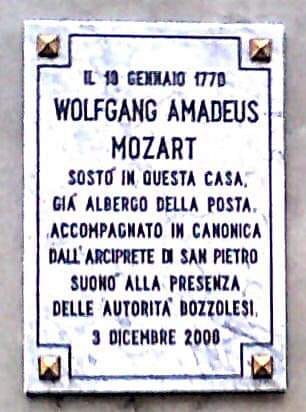 IL 19 GENNAIO 1770
WOLFGANG AMADEUS
MOZART
SOSTÒ IN QUESTA CASA,
GIÀ ALBERGO DELLA POSTA.
ACCOMPAGNATO IN CANONICA
DALL'ARCIPRETE DI SAN PIETRO
SUONÒ ALLA PRESENZA
DELLE AUTORITÀ BOZZOLESI.
3 DICEMBRE 2006